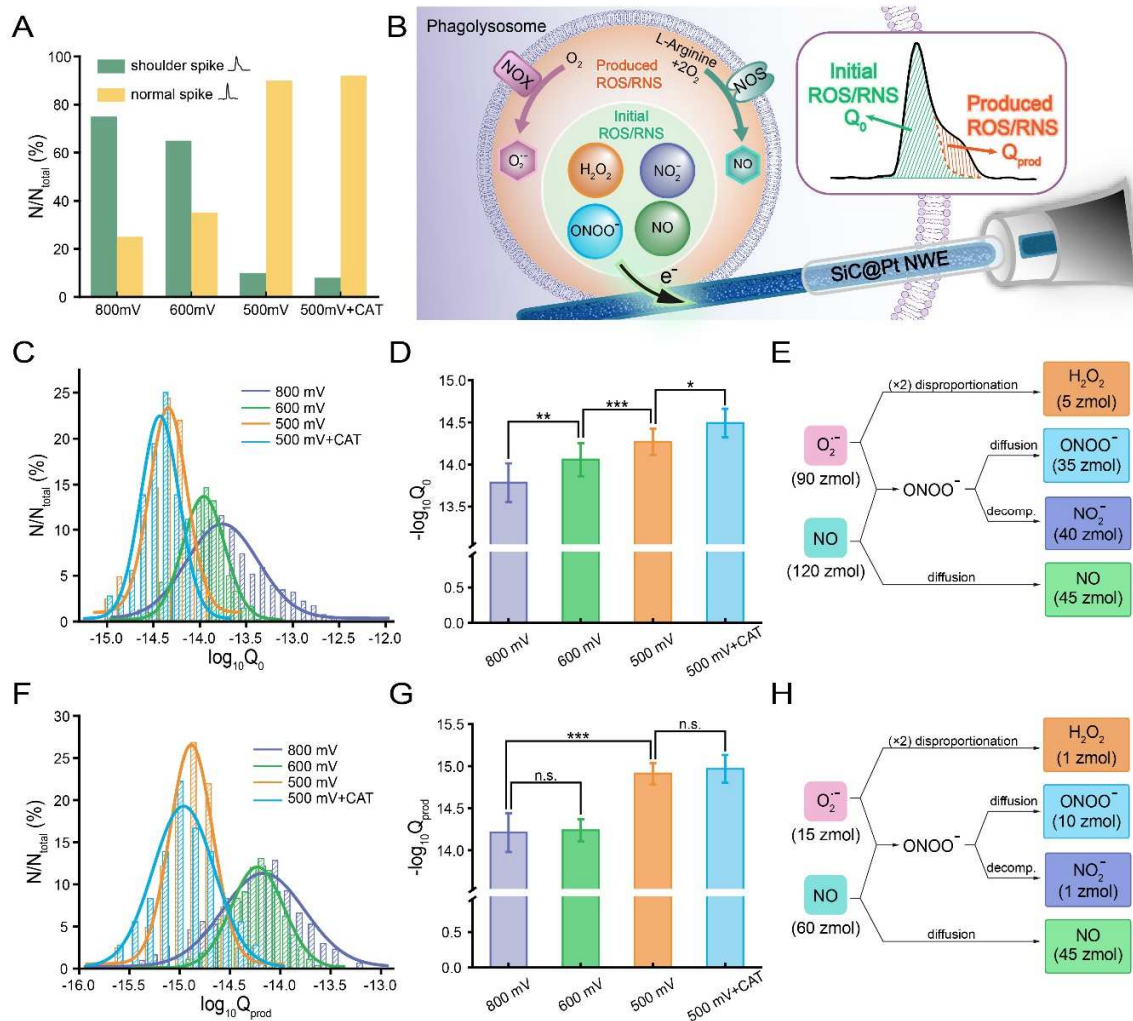 A
N/N_total (%)
100
80
60
40
20
0
shoulder spike
normal spike
800mV
600mV
500mV
500mV+CAT
B
Phagolysosome
NOX
O₂
Produced
ROS/RNS
L-Arginine
+2O₂
NOS
O₂·⁻
Initial
ROS/RNS
NO
H₂O₂
NO₂⁻
ONOO⁻
NO
e⁻
SiC@Pt NWE
Initial
ROS/RNS
Q₀
Produced
ROS/RNS
Q_prod
C
N/N_total (%)
25
20
15
10
5
0
800 mV
600 mV
500 mV
500 mV+CAT
-15.0 -14.5 -14.0 -13.5 -13.0 -12.5 -12.0
log₁₀Q₀
D
-log₁₀Q₀
15.0
14.5
14.0
13.5
0.5
0.0
**
***
*
800 mV
600 mV
500 mV
500 mV+CAT
E
O₂·⁻
(90 zmol)
NO
(120 zmol)
(×2) disproportionation
ONOO⁻
diffusion
decomp.
diffusion
H₂O₂
(5 zmol)
ONOO⁻
(35 zmol)
NO₂⁻
(40 zmol)
NO
(45 zmol)
F
N/N_total (%)
30
25
20
15
10
5
0
800 mV
600 mV
500 mV
500 mV+CAT
-16.0 -15.5 -15.0 -14.5 -14.0 -13.5 -13.0
log₁₀Q_prod
G
-log₁₀Q_prod
15.5
15.0
14.5
14.0
0.5
0.0
n.s.
***
n.s.
800 mV
600 mV
500 mV
500 mV+CAT
H
O₂·⁻
(15 zmol)
NO
(60 zmol)
(×2) disproportionation
ONOO⁻
diffusion
decomp.
diffusion
H₂O₂
(1 zmol)
ONOO⁻
(10 zmol)
NO₂⁻
(1 zmol)
NO
(45 zmol)